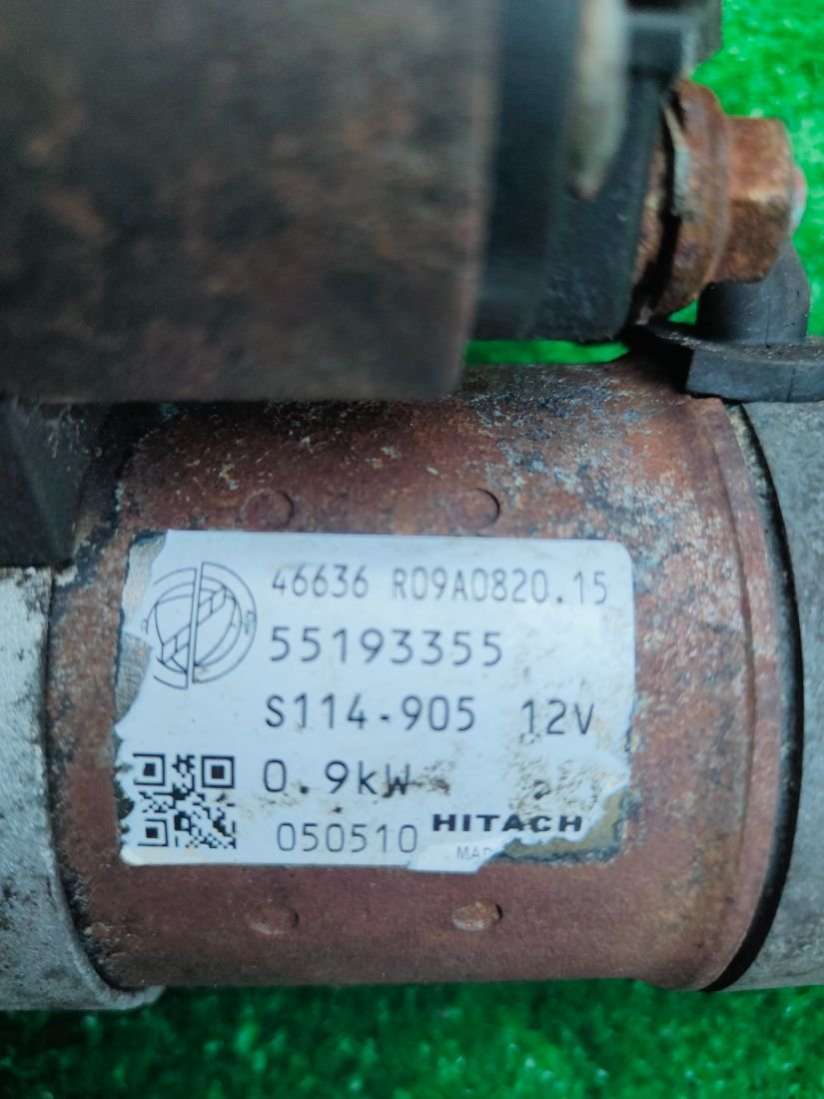 46636 R09A0820.15
55193355
S114-905 12V
0.9kW
050510 HITACH